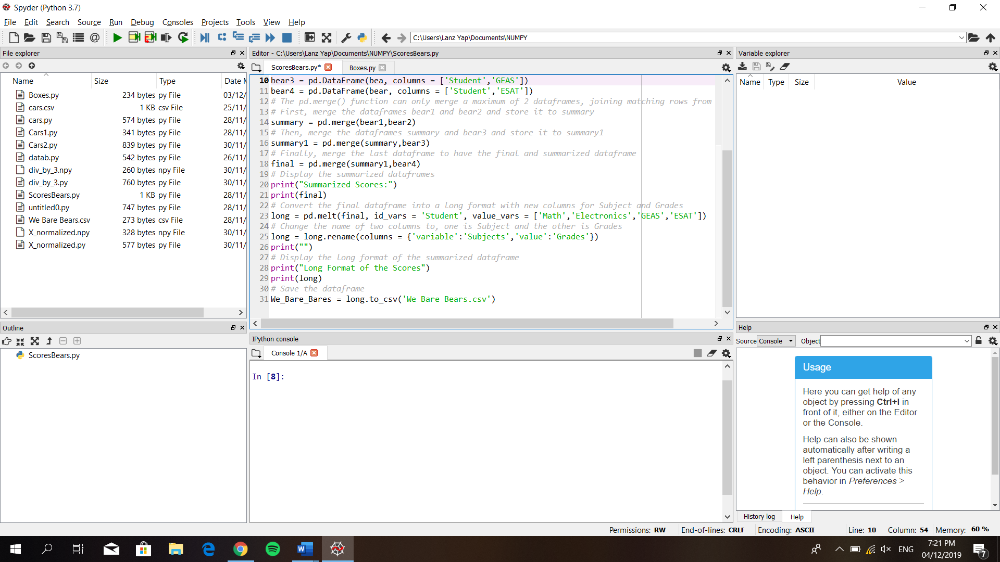 Spyder (Python 3.7)
File Edit Search Source Run Debug Consoles Projects Tools View Help
C:\Users\Lanz Yap\Documents\NUMPY
File explorer
Name Size Type Date M
Boxes.py 234 bytes py File 03/12/
cars.csv 1 KB csv File 25/11/
cars.py 574 bytes py File 28/11/
Cars1.py 341 bytes py File 28/11/
Cars2.py 839 bytes py File 30/11/
datab.py 542 bytes py File 26/11/
div_by_3.npy 260 bytes npy File 30/11/
div_by_3.py 760 bytes py File 30/11/
ScoresBears.py 1 KB py File 28/11/
untitled0.py 747 bytes py File 28/11/
We Bare Bears.csv 273 bytes csv File 28/11/
X_normalized.npy 328 bytes npy File 30/11/
X_normalized.py 577 bytes py File 30/11/
Outline
ScoresBears.py
Editor - C:\Users\Lanz Yap\Documents\NUMPY\ScoresBears.py
ScoresBears.py* Boxes.py
10 bear3 = pd.DataFrame(bea, columns = ['Student','GEAS'])
11 bear4 = pd.DataFrame(bear, columns = ['Student','ESAT'])
12 # The pd.merge() function can only merge a maximum of 2 dataframes, joining matching rows from
13 # First, merge the dataframes bear1 and bear2 and store it to summary
14 summary = pd.merge(bear1,bear2)
15 # Then, merge the dataframes summary and bear3 and store it to summary1
16 summary1 = pd.merge(summary,bear3)
17 # Finally, merge the last dataframe to have the final and summarized dataframe
18 final = pd.merge(summary1,bear4)
19 # Display the summarized dataframes
20 print("Summarized Scores:")
21 print(final)
22 # Convert the final dataframe into a long format with new columns for Subject and Grades
23 long = pd.melt(final, id_vars = 'Student', value_vars = ['Math','Electronics','GEAS','ESAT'])
24 # Change the name of two columns to, one is Subject and the other is Grades
25 long = long.rename(columns = {'variable':'Subjects','value':'Grades'})
26 print("")
27 # Display the long format of the summarized dataframe
28 print("Long Format of the Scores")
29 print(long)
30 # Save the dataframe
31 We_Bare_Bares = long.to_csv('We Bare Bears.csv')
IPython console
Console 1/A
In [8]:
Variable explorer
Name Type Size Value
Help
Source Console Object
Usage
Here you can get help of any
object by pressing Ctrl+I in
front of it, either on the Editor
or the Console.
Help can also be shown
automatically after writing a
left parenthesis next to an
object. You can activate this
behavior in Preferences >
Help.
History log Help
Permissions: RW End-of-lines: CRLF Encoding: ASCII Line: 10 Column: 54 Memory: 60 %
ENG
7:21 PM
04/12/2019
7